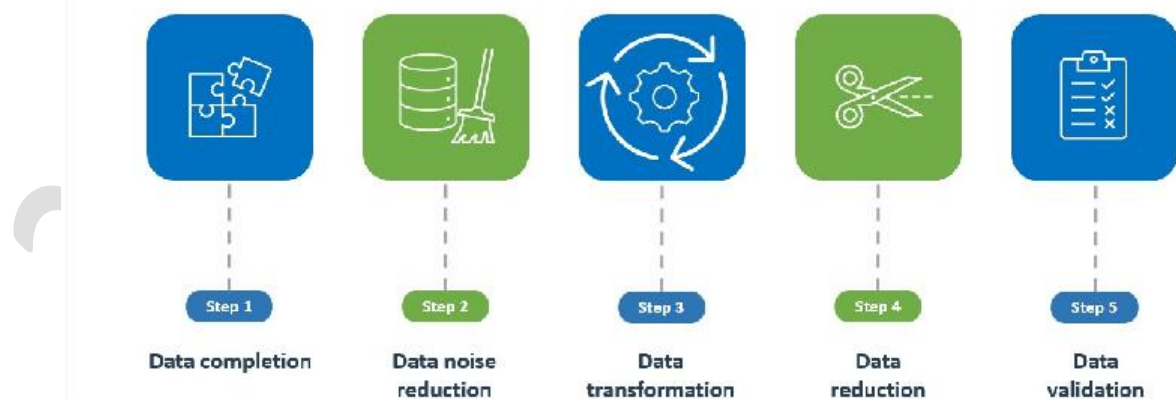 Step 1
Step 2
Step 3
Step 4
Step 5
Data completion
Data noise
reduction
Data
transformation
Data
reduction
Data
validation